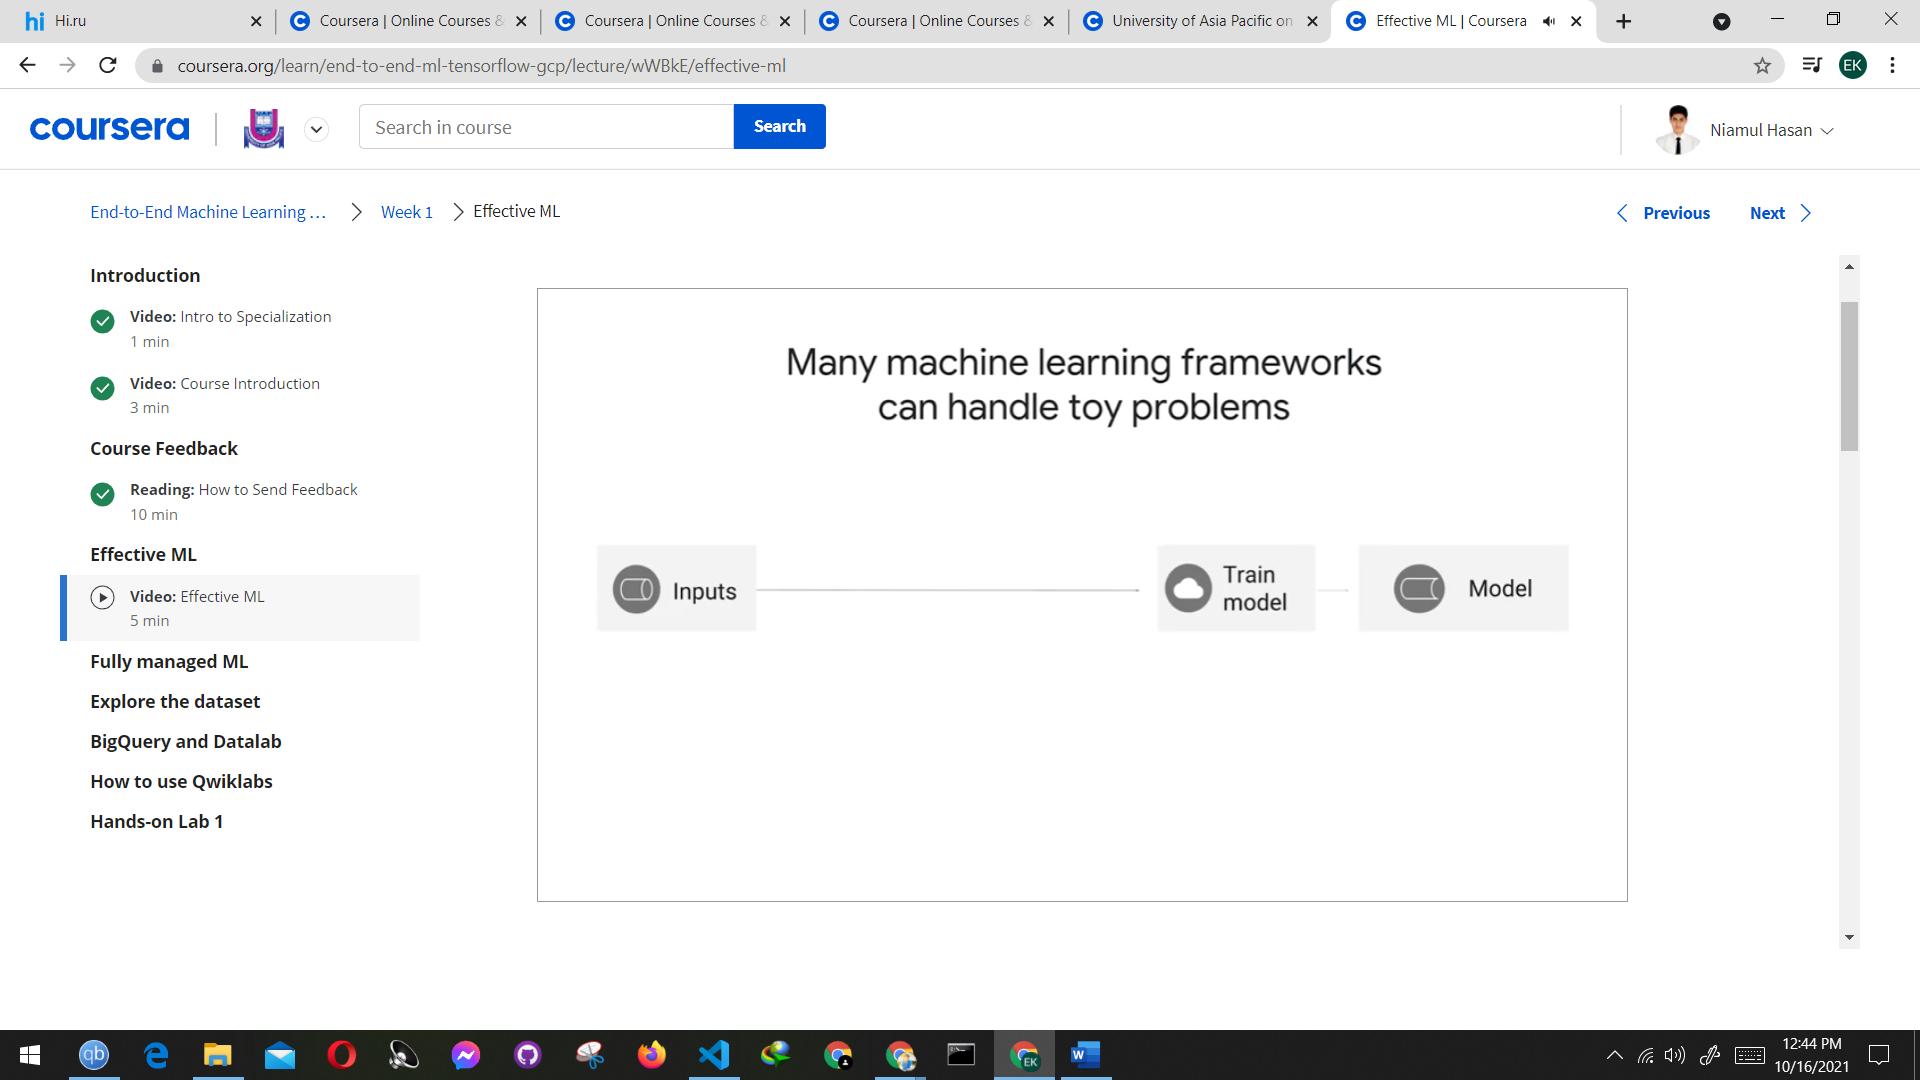 Hi.ru
Coursera | Online Courses &
Coursera | Online Courses &
Coursera | Online Courses &
University of Asia Pacific on
Effective ML | Coursera
coursera.org/learn/end-to-end-ml-tensorflow-gcp/lecture/wWBkE/effective-ml
EK
coursera
Search in course
Search
Niamul Hasan
End-to-End Machine Learning …
Week 1
Effective ML
Previous
Next
Introduction
Video: Intro to Specialization
1 min
Video: Course Introduction
3 min
Course Feedback
Reading: How to Send Feedback
10 min
Effective ML
Video: Effective ML
5 min
Fully managed ML
Explore the dataset
BigQuery and Datalab
How to use Qwiklabs
Hands-on Lab 1
Many machine learning frameworks
can handle toy problems
Inputs
Train
model
Model
12:44 PM
10/16/2021